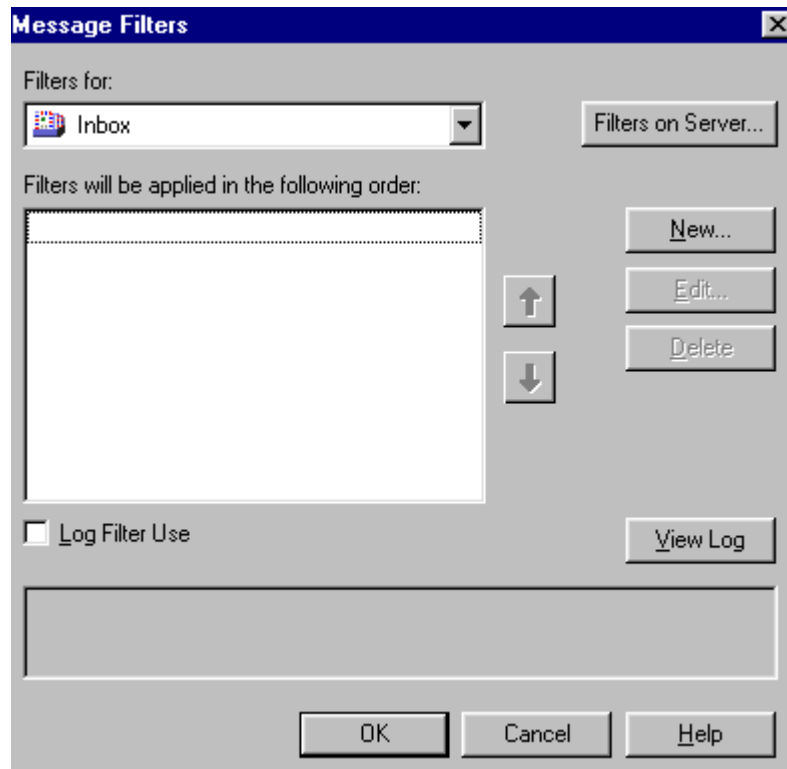 Message Filters
Filters for:
Inbox
Filters on Server...
Filters will be applied in the following order:
New...
Edit...
Delete
Log Filter Use
View Log
OK
Cancel
Help